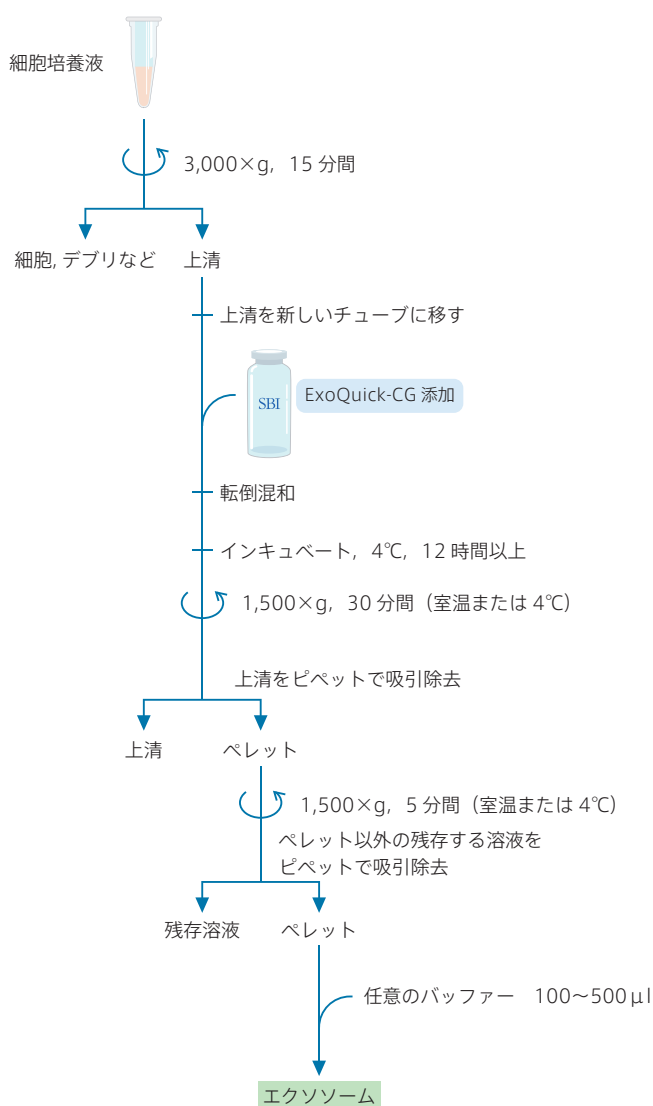 細胞培養液
3,000×g, 15 分間
細胞, デブリなど
上清
上清を新しいチューブに移す
SBI
ExoQuick-CG 添加
転倒混和
インキュベート, 4℃, 12 時間以上
1,500×g, 30 分間（室温または 4℃）
上清をピペットで吸引除去
上清
ペレット
1,500×g, 5 分間（室温または 4℃）
ペレット以外の残存する溶液を
ピペットで吸引除去
残存溶液
ペレット
任意のバッファー　100〜500μl
エクソソーム